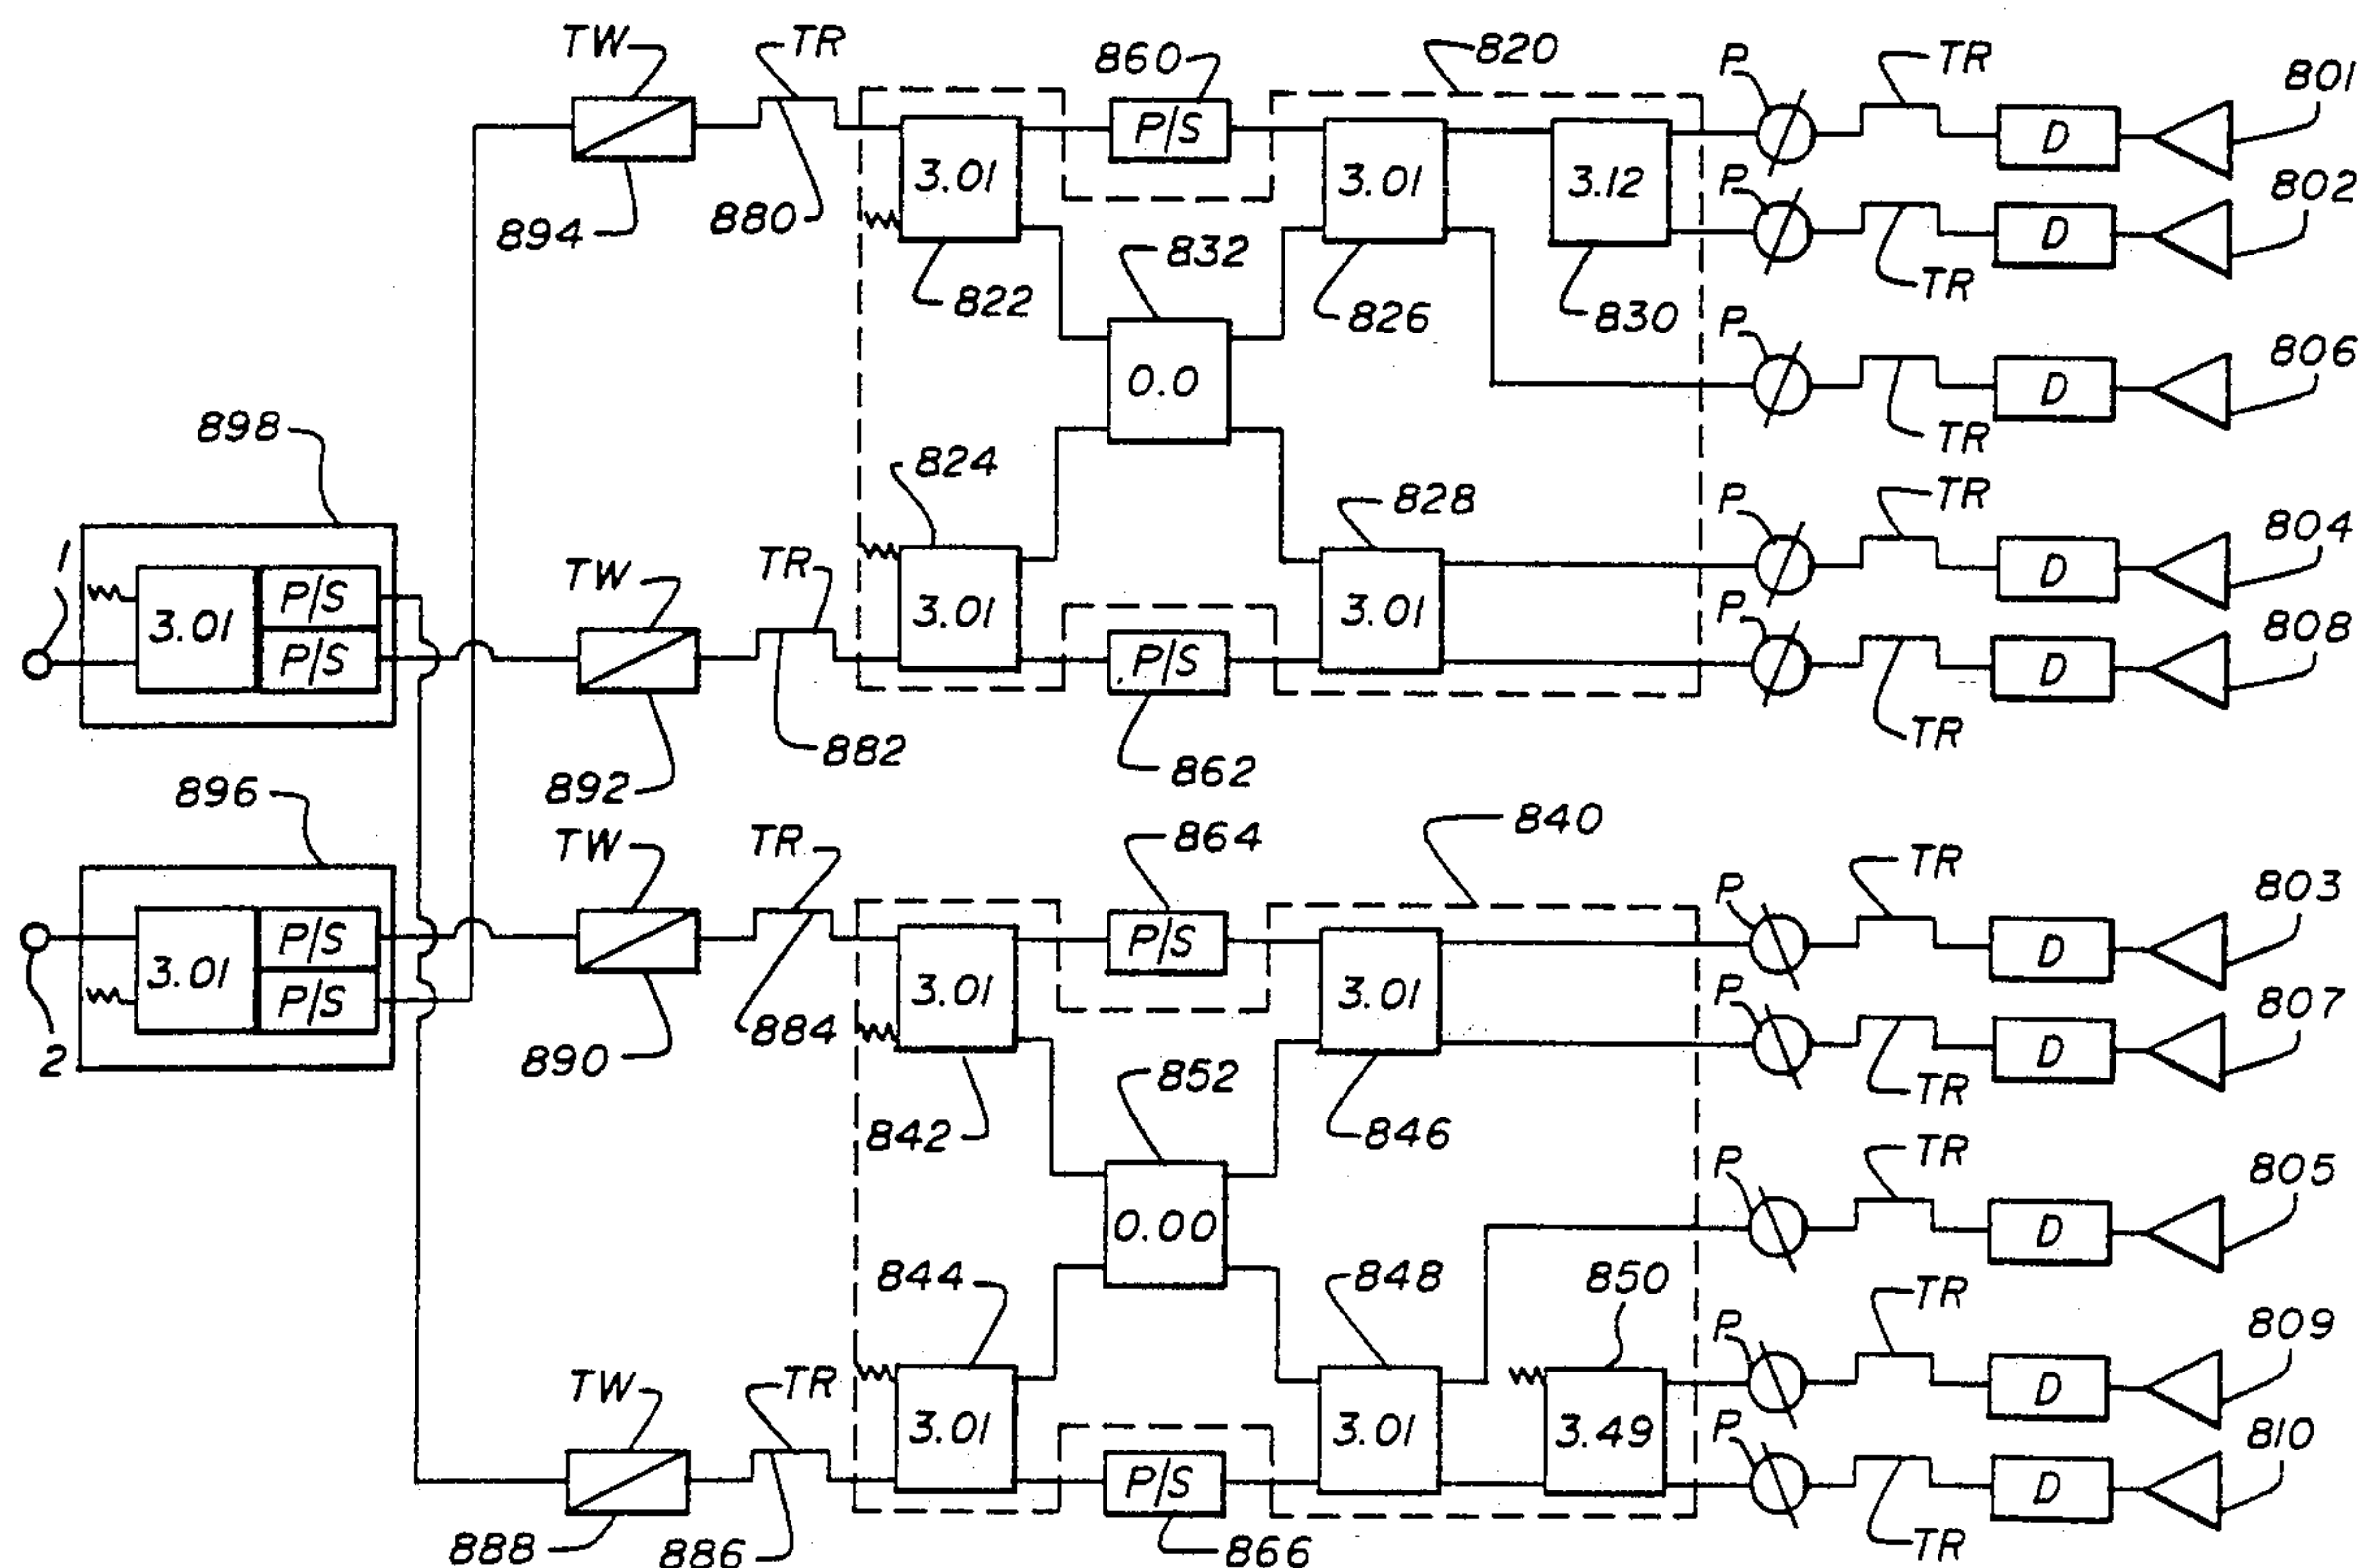 TW
TR
860
820
P
TR
801
P/S
D
3.01
3.01
3.12
P
802
894
880
D
832
TR
822
826
830
P
806
0.0
D
898
TR
824
828
P
TR
804
1
TW
TR
D
P/S
3.01
3.01
3.01
P
808
P/S
P/S
D
882
TR
892
862
896
TW
TR
864
840
TR
803
P
P/S
P/S
D
3.01
3.01
3.01
P
807
P/S
884
D
2
890
852
TR
842
846
TR
805
P
0.00
D
844
848
850
TR
809
P
TW
TR
D
3.01
3.01
3.49
P
810
P/S
D
888
886
866
TR